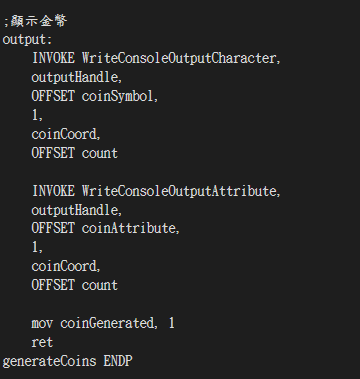 ;顯示金幣
output:
    INVOKE WriteConsoleOutputCharacter,
    outputHandle,
    OFFSET coinSymbol,
    1,
    coinCoord,
    OFFSET count

    INVOKE WriteConsoleOutputAttribute,
    outputHandle,
    OFFSET coinAttribute,
    1,
    coinCoord,
    OFFSET count

    mov coinGenerated, 1
    ret
generateCoins ENDP